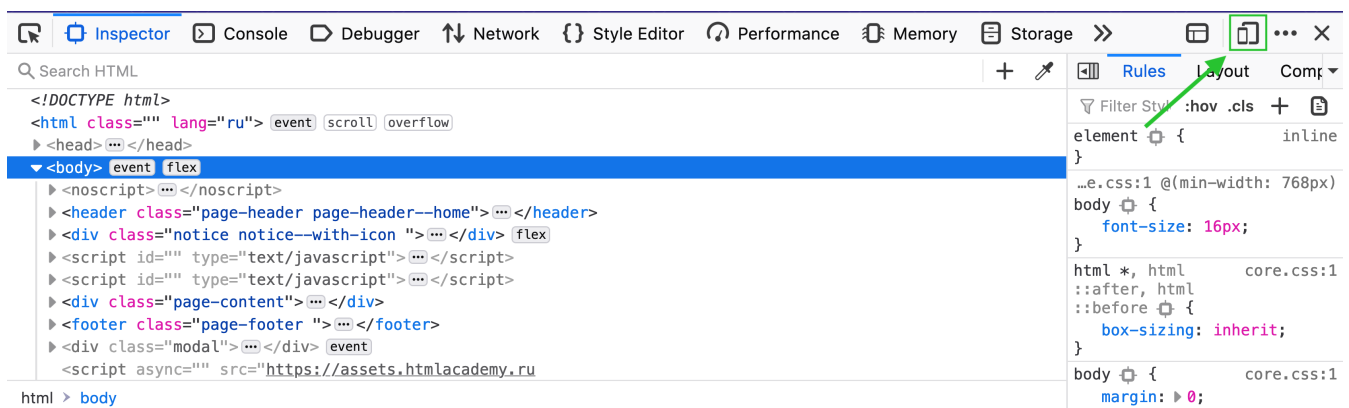 Inspector Console Debugger Network {} Style Editor Performance Memory Storage
Search HTML
<!DOCTYPE html>
<html class="" lang="ru"> event scroll overflow
<head> ••• </head>
<body> event flex
<noscript> ••• </noscript>
<header class="page-header page-header--home"> ••• </header>
<div class="notice notice--with-icon "> ••• </div> flex
<script id="" type="text/javascript"> ••• </script>
<script id="" type="text/javascript"> ••• </script>
<div class="page-content"> ••• </div>
<footer class="page-footer "> ••• </footer>
<div class="modal"> ••• </div> event
<script async="" src="https://assets.htmlacademy.ru
html > body
Rules Layout Comp
Filter Styl :hov .cls
element { inline
}
…e.css:1 @(min-width: 768px)
body {
font-size: 16px;
}
html *, html core.css:1
::after, html
::before {
box-sizing: inherit;
}
body { core.css:1
margin: 0;